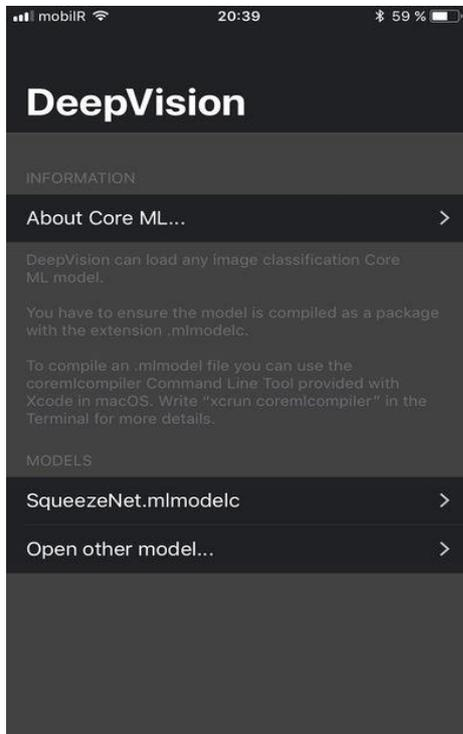 mobilR 20:39 59 %
DeepVision
INFORMATION
About Core ML...
DeepVision can load any image classification Core
ML model.
You have to ensure the model is compiled as a package
with the extension .mlmodelc.
To compile an .mlmodel file you can use the
coremlcompiler Command Line Tool provided with
Xcode in macOS. Write “xcrun coremlcompiler” in the
Terminal for more details.
MODELS
SqueezeNet.mlmodelc
Open other model...